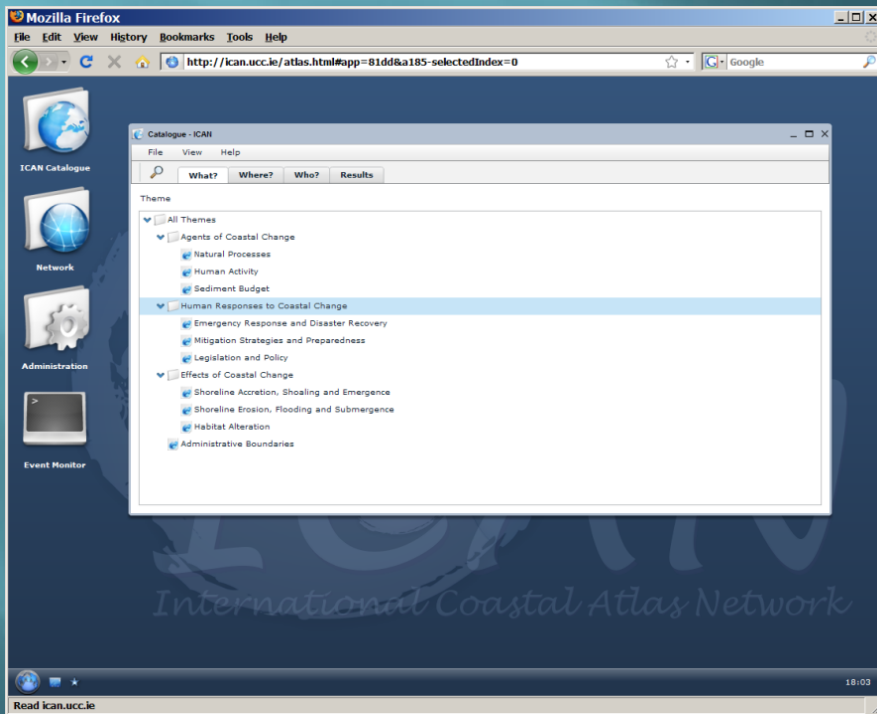 Mozilla Firefox
File Edit View History Bookmarks Tools Help
http://ican.ucc.ie/atlas.html#app=81dd&a185-selectedIndex=0
G Google
ICAN Catalogue
Network
Administration
>
Event Monitor
Catalogue - ICAN
File View Help
What? Where? Who? Results
Theme
All Themes
Agents of Coastal Change
Natural Processes
Human Activity
Sediment Budget
Human Responses to Coastal Change
Emergency Response and Disaster Recovery
Mitigation Strategies and Preparedness
Legislation and Policy
Effects of Coastal Change
Shoreline Accretion, Shoaling and Emergence
Shoreline Erosion, Flooding and Submergence
Habitat Alteration
Administrative Boundaries
ICAN
International Coastal Atlas Network
18:03
Read ican.ucc.ie